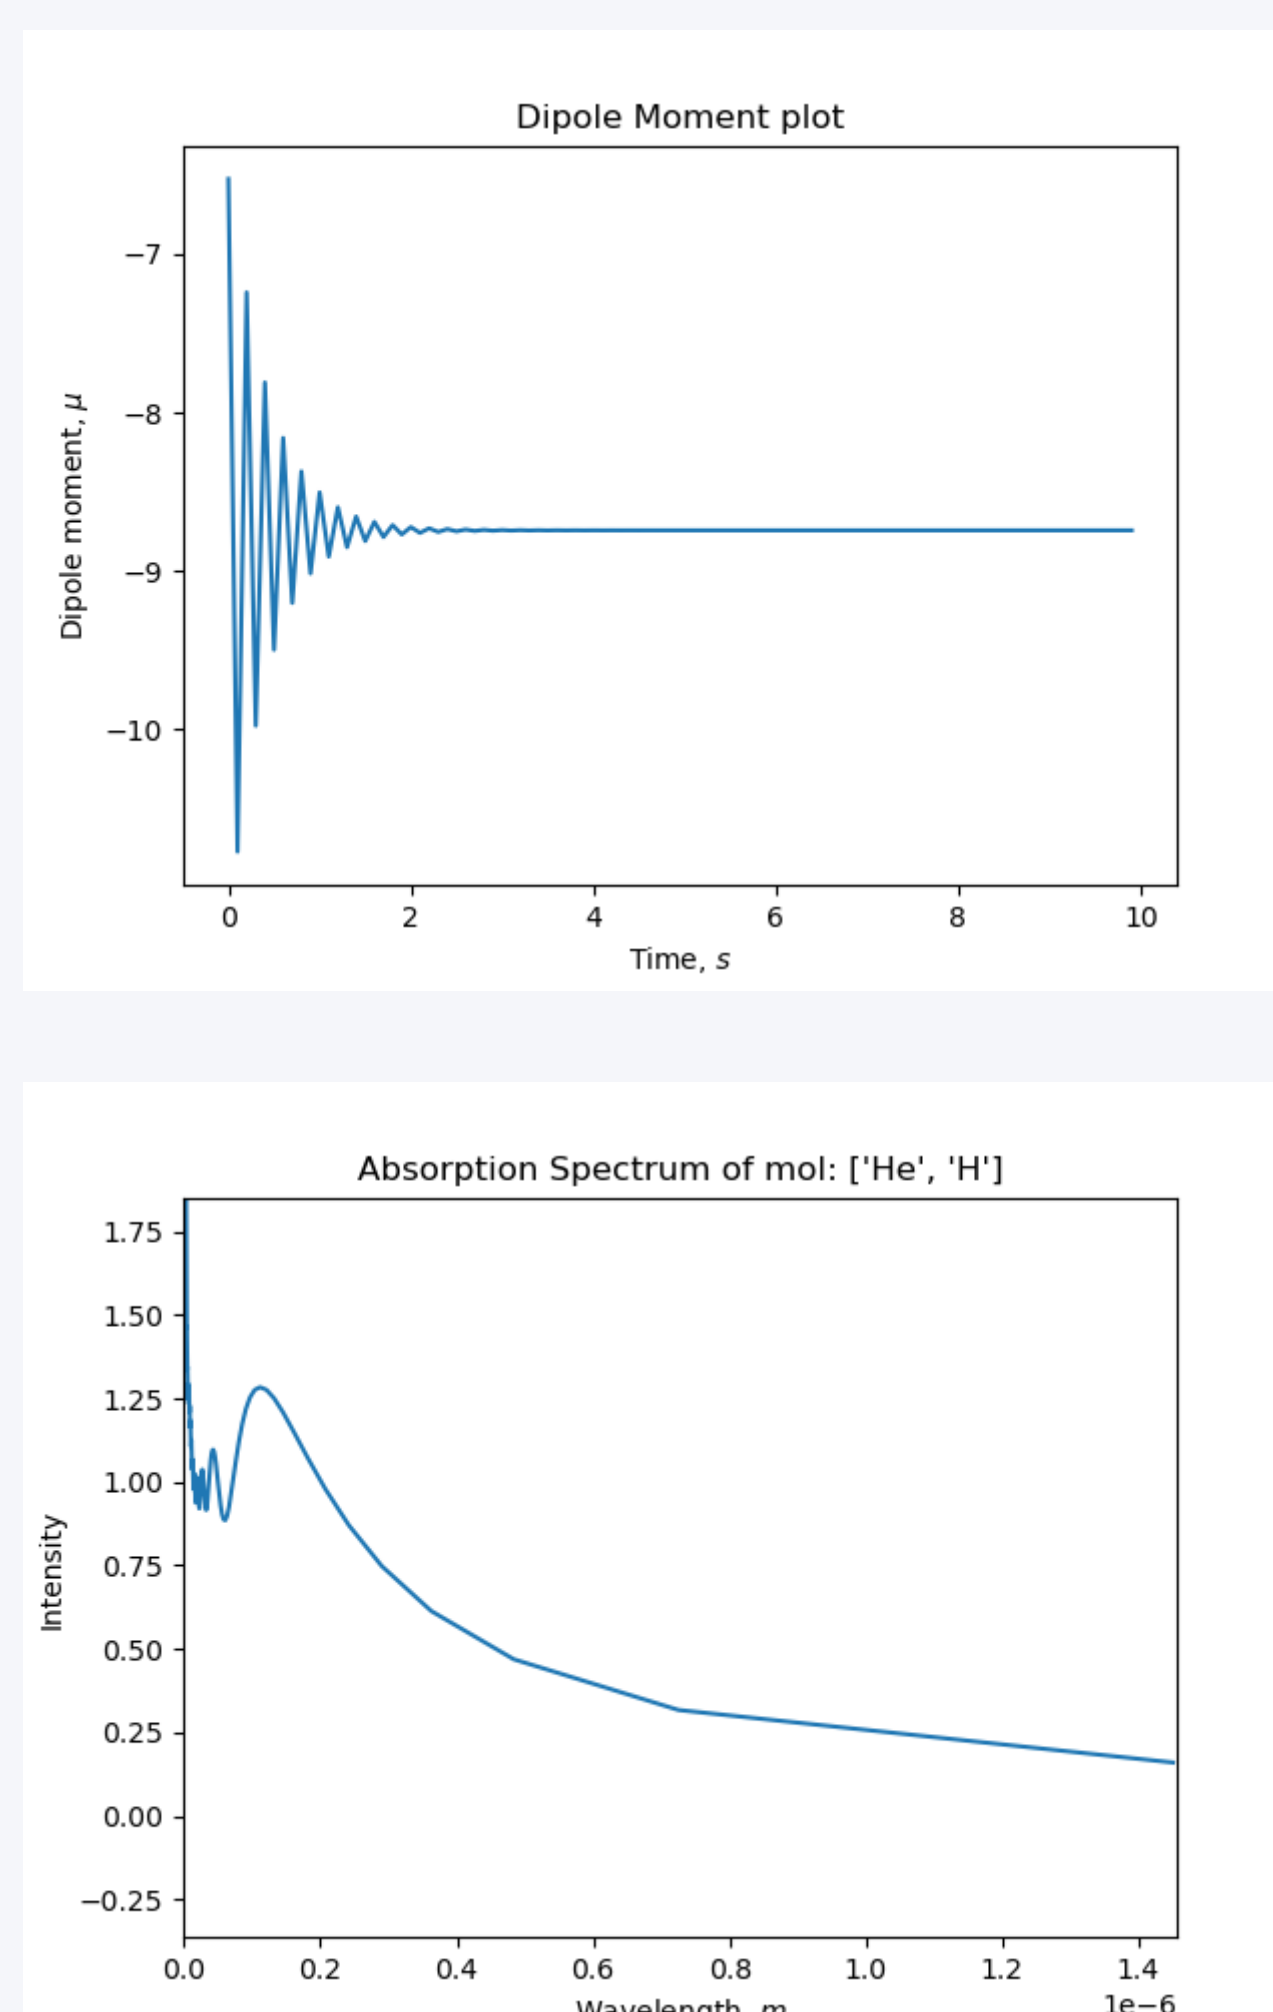 Dipole Moment plot
−7
−8
−9
−10
Dipole moment, μ
0 2 4 6 8 10
Time, s
Absorption Spectrum of mol: ['He', 'H']
1.75
1.50
1.25
1.00
0.75
0.50
0.25
0.00
−0.25
Intensity
0.0 0.2 0.4 0.6 0.8 1.0 1.2 1.4
1e−6
Wavelength, m